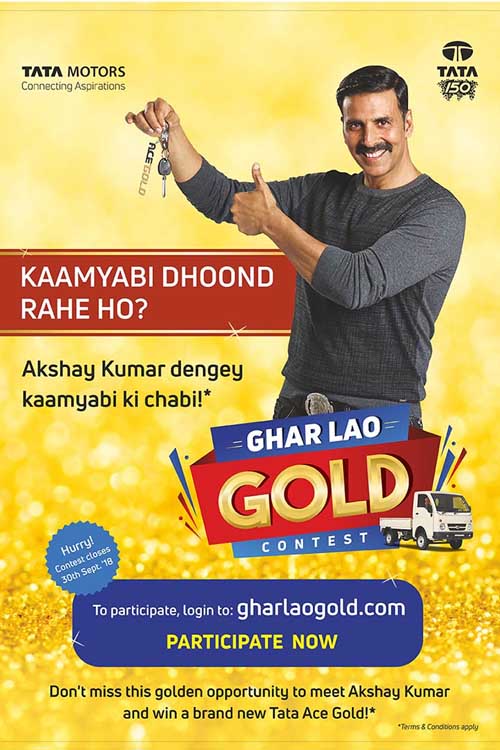 TATA MOTORS
Connecting Aspirations
TATA
150
ACE GOLD
KAAMYABI DHOOND
RAHE HO?
Akshay Kumar dengey
kaamyabi ki chabi!*
GHAR LAO
GOLD
CONTEST
Hurry!
Contest closes
30th Sept. '18
To participate, login to: gharlaogold.com
PARTICIPATE NOW
Don't miss this golden opportunity to meet Akshay Kumar
and win a brand new Tata Ace Gold!*
*Terms & Conditions apply